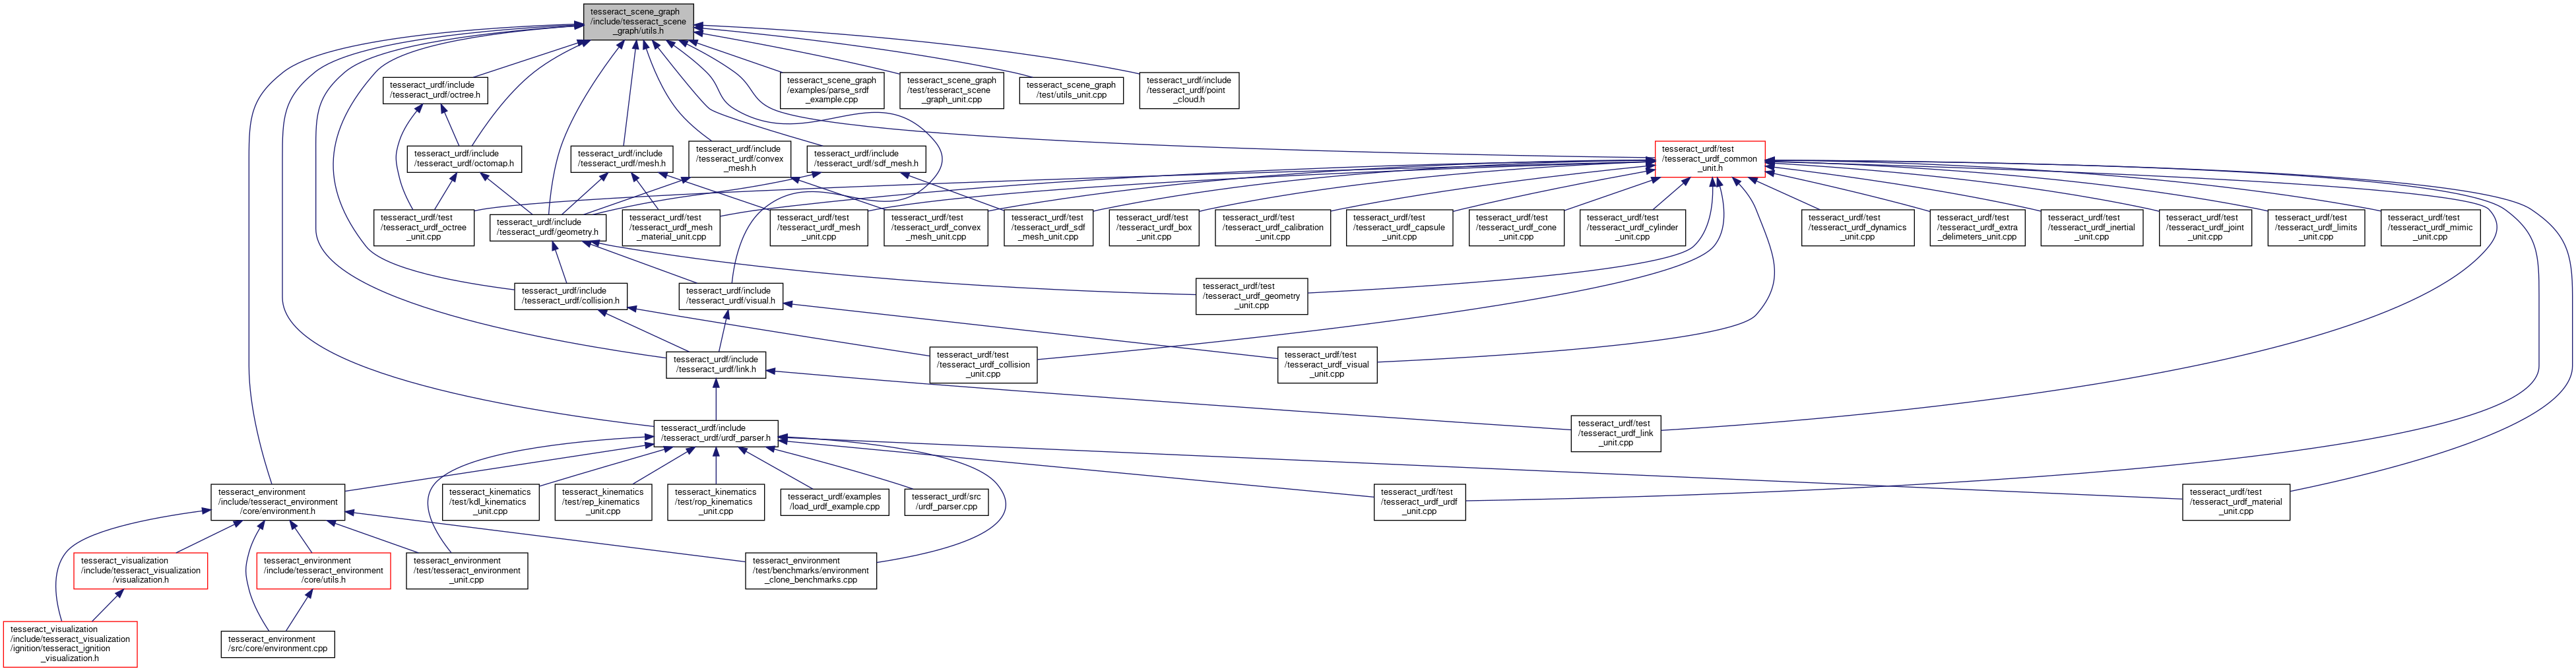 tesseract_scene_graph
/include/tesseract_scene
_graph/utils.h
tesseract_urdf/include
/tesseract_urdf/octree.h
tesseract_scene_graph
/examples/parse_srdf
_example.cpp
tesseract_scene_graph
/test/tesseract_scene
_graph_unit.cpp
tesseract_scene_graph
/test/utils_unit.cpp
tesseract_urdf/include
/tesseract_urdf/point
_cloud.h
tesseract_urdf/include
/tesseract_urdf/octomap.h
tesseract_urdf/include
/tesseract_urdf/mesh.h
tesseract_urdf/include
/tesseract_urdf/convex
_mesh.h
tesseract_urdf/include
/tesseract_urdf/sdf_mesh.h
tesseract_urdf/test
/tesseract_urdf_common
_unit.h
tesseract_urdf/test
/tesseract_urdf_octree
_unit.cpp
tesseract_urdf/include
/tesseract_urdf/geometry.h
tesseract_urdf/test
/tesseract_urdf_mesh
_material_unit.cpp
tesseract_urdf/test
/tesseract_urdf_mesh
_unit.cpp
tesseract_urdf/test
/tesseract_urdf_convex
_mesh_unit.cpp
tesseract_urdf/test
/tesseract_urdf_sdf
_mesh_unit.cpp
tesseract_urdf/test
/tesseract_urdf_box
_unit.cpp
tesseract_urdf/test
/tesseract_urdf_calibration
_unit.cpp
tesseract_urdf/test
/tesseract_urdf_capsule
_unit.cpp
tesseract_urdf/test
/tesseract_urdf_cone
_unit.cpp
tesseract_urdf/test
/tesseract_urdf_cylinder
_unit.cpp
tesseract_urdf/test
/tesseract_urdf_dynamics
_unit.cpp
tesseract_urdf/test
/tesseract_urdf_extra
_delimeters_unit.cpp
tesseract_urdf/test
/tesseract_urdf_inertial
_unit.cpp
tesseract_urdf/test
/tesseract_urdf_joint
_unit.cpp
tesseract_urdf/test
/tesseract_urdf_limits
_unit.cpp
tesseract_urdf/test
/tesseract_urdf_mimic
_unit.cpp
tesseract_urdf/include
/tesseract_urdf/collision.h
tesseract_urdf/include
/tesseract_urdf/visual.h
tesseract_urdf/test
/tesseract_urdf_geometry
_unit.cpp
tesseract_urdf/include
/tesseract_urdf/link.h
tesseract_urdf/test
/tesseract_urdf_collision
_unit.cpp
tesseract_urdf/test
/tesseract_urdf_visual
_unit.cpp
tesseract_urdf/include
/tesseract_urdf/urdf_parser.h
tesseract_urdf/test
/tesseract_urdf_link
_unit.cpp
tesseract_environment
/include/tesseract_environment
/core/environment.h
tesseract_kinematics
/test/kdl_kinematics
_unit.cpp
tesseract_kinematics
/test/rep_kinematics
_unit.cpp
tesseract_kinematics
/test/rop_kinematics
_unit.cpp
tesseract_urdf/examples
/load_urdf_example.cpp
tesseract_urdf/src
/urdf_parser.cpp
tesseract_urdf/test
/tesseract_urdf_urdf
_unit.cpp
tesseract_urdf/test
/tesseract_urdf_material
_unit.cpp
tesseract_visualization
/include/tesseract_visualization
/visualization.h
tesseract_environment
/include/tesseract_environment
/core/utils.h
tesseract_environment
/test/tesseract_environment
_unit.cpp
tesseract_environment
/test/benchmarks/environment
_clone_benchmarks.cpp
tesseract_visualization
/include/tesseract_visualization
/ignition/tesseract_ignition
_visualization.h
tesseract_environment
/src/core/environment.cpp